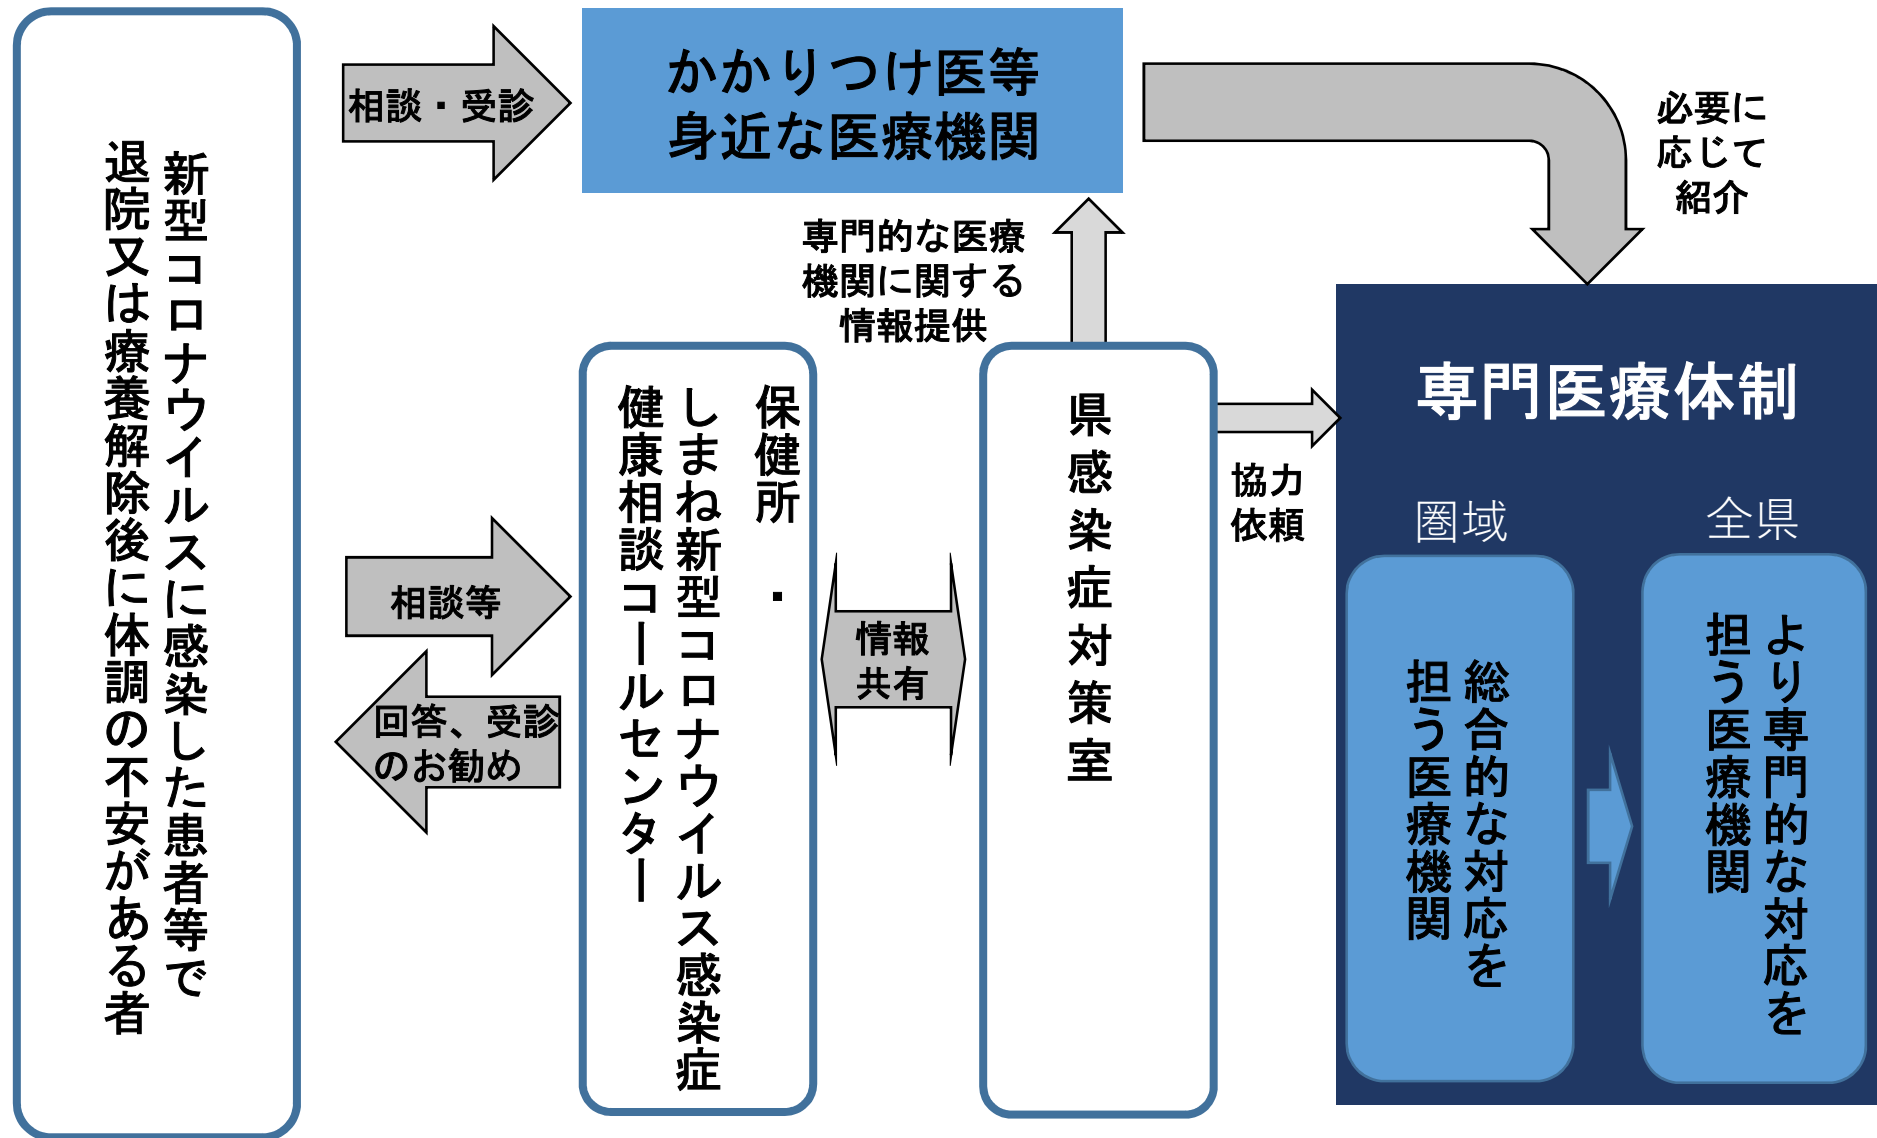 新型コロナウイルスに感染した患者等で
退院又は療養解除後に体調の不安がある者
相談・受診
かかりつけ医等
身近な医療機関
必要に
応じて
紹介
専門的な医療
機関に関する
情報提供
相談等
回答、受診
のお勧め
保健所・
しまね新型コロナウイルス感染症
健康相談コールセンター
情報
共有
県感染症対策室
協力
依頼
専門医療体制
圏域
全県
総合的な対応を
担う医療機関
より専門的な対応を
担う医療機関